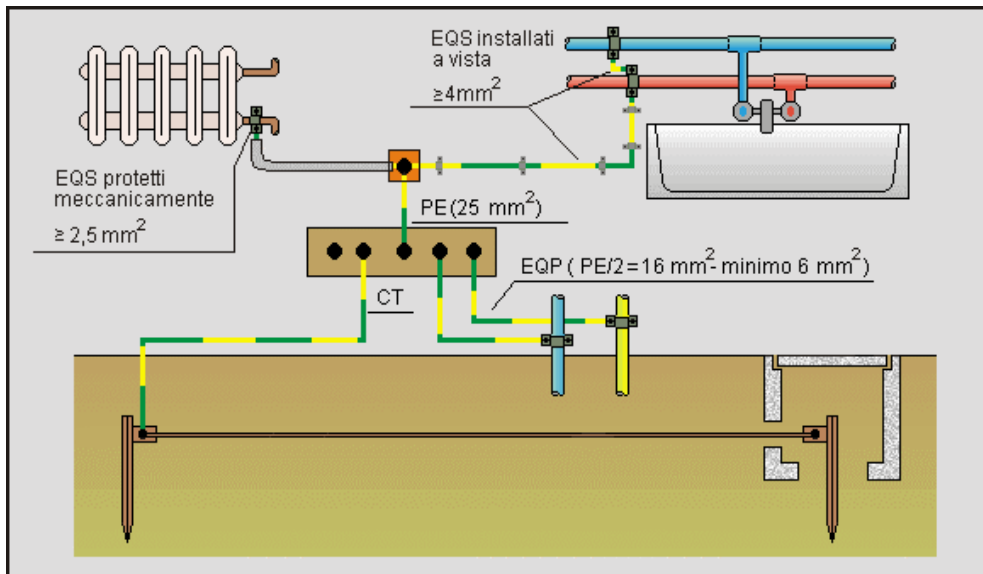 EQS installati
a vista
≥4mm²
EQS protetti
meccanicamente
≥ 2,5 mm²
PE (25 mm²)
EQP ( PE/2 = 16 mm² - minimo 6 mm²)
CT